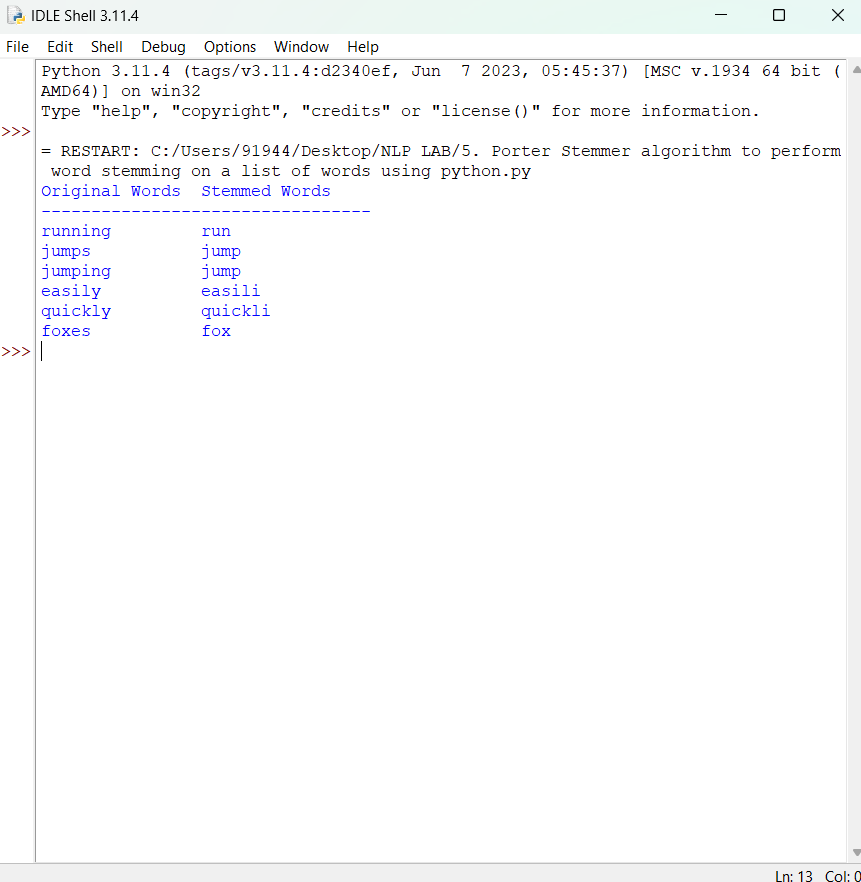 IDLE Shell 3.11.4
File Edit Shell Debug Options Window Help
Python 3.11.4 (tags/v3.11.4:d2340ef, Jun  7 2023, 05:45:37) [MSC v.1934 64 bit (
AMD64)] on win32
Type "help", "copyright", "credits" or "license()" for more information.
>>>
= RESTART: C:/Users/91944/Desktop/NLP LAB/5. Porter Stemmer algorithm to perform
 word stemming on a list of words using python.py
Original Words  Stemmed Words
---------------------------------
running         run
jumps           jump
jumping         jump
easily          easili
quickly         quickli
foxes           fox
>>>
Ln: 13 Col: 0